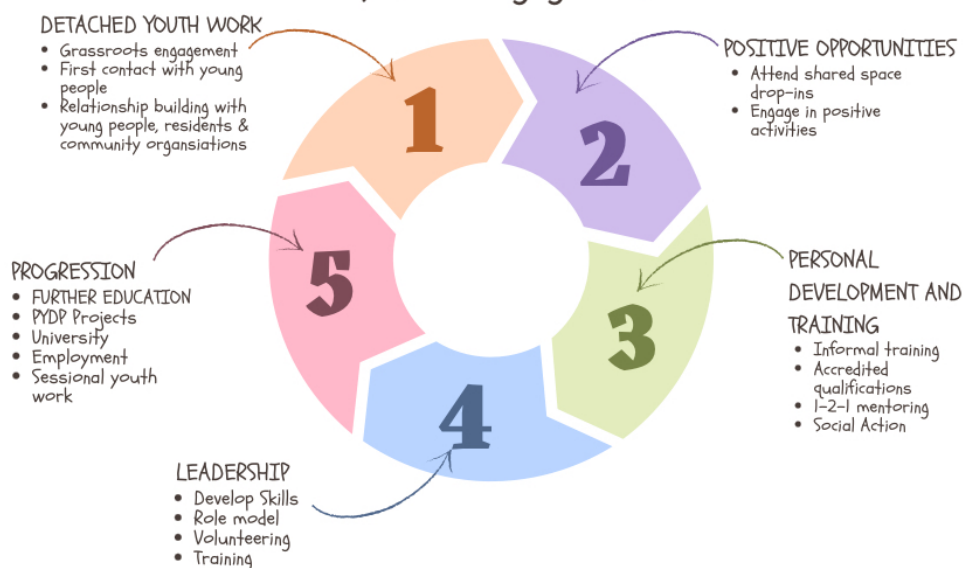 DETACHED YOUTH WORK
• Grassroots engagement
• First contact with young
people
• Relationship building with
young people, residents &
community organsiations
1
2
POSITIVE OPPORTUNITIES
• Attend shared space
drop-ins
• Engage in positive
activities
3
PERSONAL
DEVELOPMENT AND
TRAINING
• Informal training
• Accredited
qualifications
• 1-2-1 mentoring
• Social Action
4
LEADERSHIP
• Develop Skills
• Role model
• Volunteering
• Training
5
PROGRESSION
• FURTHER EDUCATION
• PYDP Projects
• University
• Employment
• Sessional youth
work